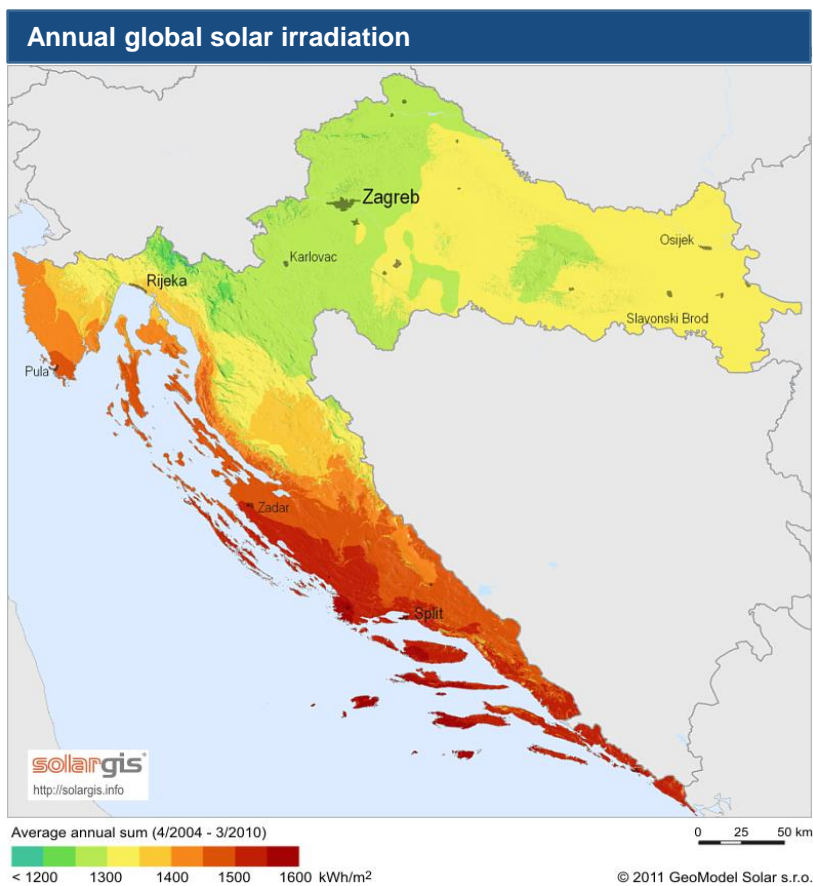 Annual global solar irradiation
Zagreb
Osijek
Karlovac
Rijeka
Slavonski Brod
Pula
Zadar
Split
solargis
http://solargis.info
Average annual sum (4/2004 - 3/2010)
0 25 50 km
< 1200 1300 1400 1500 1600 kWh/m²
© 2011 GeoModel Solar s.r.o.